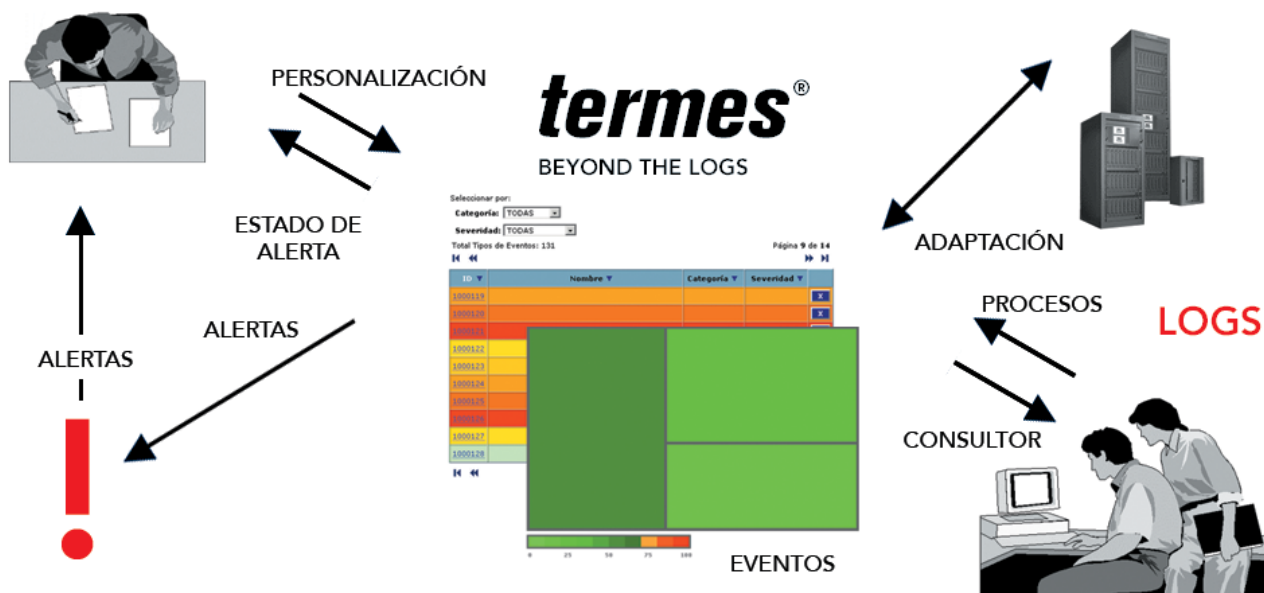 PERSONALIZACIÓN
termes®
BEYOND THE LOGS
ESTADO DE
ALERTA
ALERTAS
ALERTAS
Seleccionar por:
Categoría: TODAS
Severidad: TODAS
Total Tipos de Eventos: 131
Página 9 de 14
ID Nombre Categoría Severidad
1000119 X
1000120 X
1000121
1000122
1000123
1000124
1000125
1000126
1000127
1000128
0 25 50 75 100
EVENTOS
ADAPTACIÓN
PROCESOS
LOGS
CONSULTOR